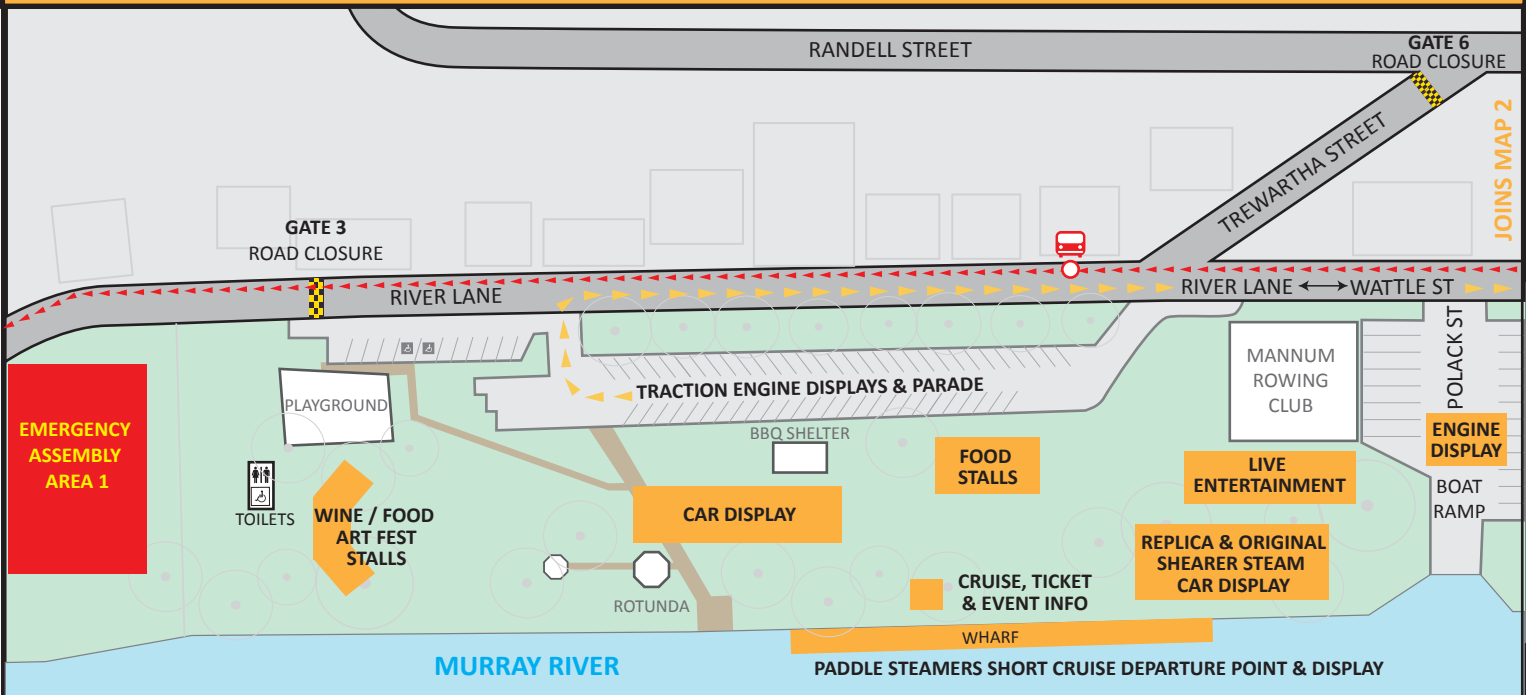 RANDELL STREET
GATE 6
ROAD CLOSURE
JOINS MAP 2
TREWARTHA STREET
GATE 3
ROAD CLOSURE
RIVER LANE
RIVER LANE
WATTLE ST
POLACK ST
MANNUM
ROWING
CLUB
TRACTION ENGINE DISPLAYS & PARADE
PLAYGROUND
EMERGENCY
ASSEMBLY
AREA 1
BBQ SHELTER
ENGINE
DISPLAY
FOOD
STALLS
LIVE
ENTERTAINMENT
BOAT
RAMP
TOILETS
WINE / FOOD
ART FEST
STALLS
CAR DISPLAY
REPLICA & ORIGINAL
SHEARER STEAM
CAR DISPLAY
CRUISE, TICKET
& EVENT INFO
ROTUNDA
WHARF
MURRAY RIVER
PADDLE STEAMERS SHORT CRUISE DEPARTURE POINT & DISPLAY